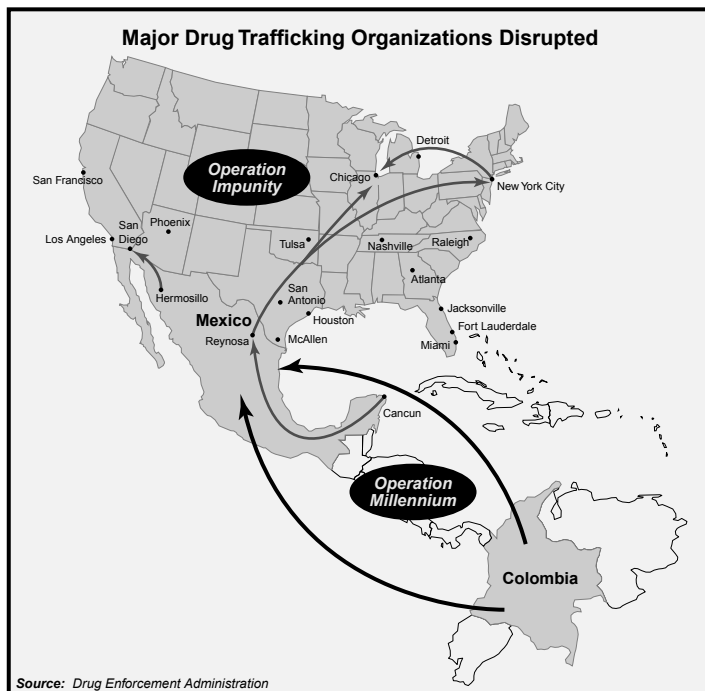 Major Drug Trafficking Organizations Disrupted
Detroit
Operation
Impunity
Chicago
San Francisco
New York City
San
Diego
Phoenix
Los Angeles
Tulsa
Nashville
Raleigh
Atlanta
San
Antonio
Hermosillo
Houston
Jacksonville
Mexico
Fort Lauderdale
Reynosa
McAllen
Miami
Cancun
Operation
Millennium
Colombia
Source: Drug Enforcement Administration